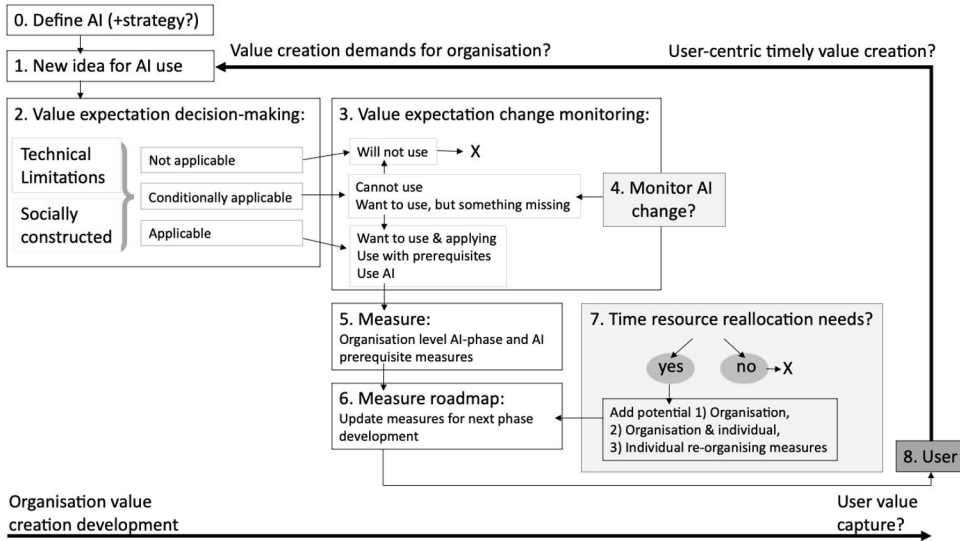 0. Define AI (+strategy?)
1. New idea for AI use
Value creation demands for organisation?
User-centric timely value creation?
2. Value expectation decision-making:
Technical
Limitations
Socially
constructed
Not applicable
Conditionally applicable
Applicable
3. Value expectation change monitoring:
Will not use
X
Cannot use
Want to use, but something missing
Want to use & applying
Use with prerequisites
Use AI
4. Monitor AI
change?
5. Measure:
Organisation level AI-phase and AI
prerequisite measures
6. Measure roadmap:
Update measures for next phase
development
7. Time resource reallocation needs?
yes
no
X
Add potential 1) Organisation,
2) Organisation & individual,
3) Individual re-organising measures
8. User
Organisation value
creation development
User value
capture?